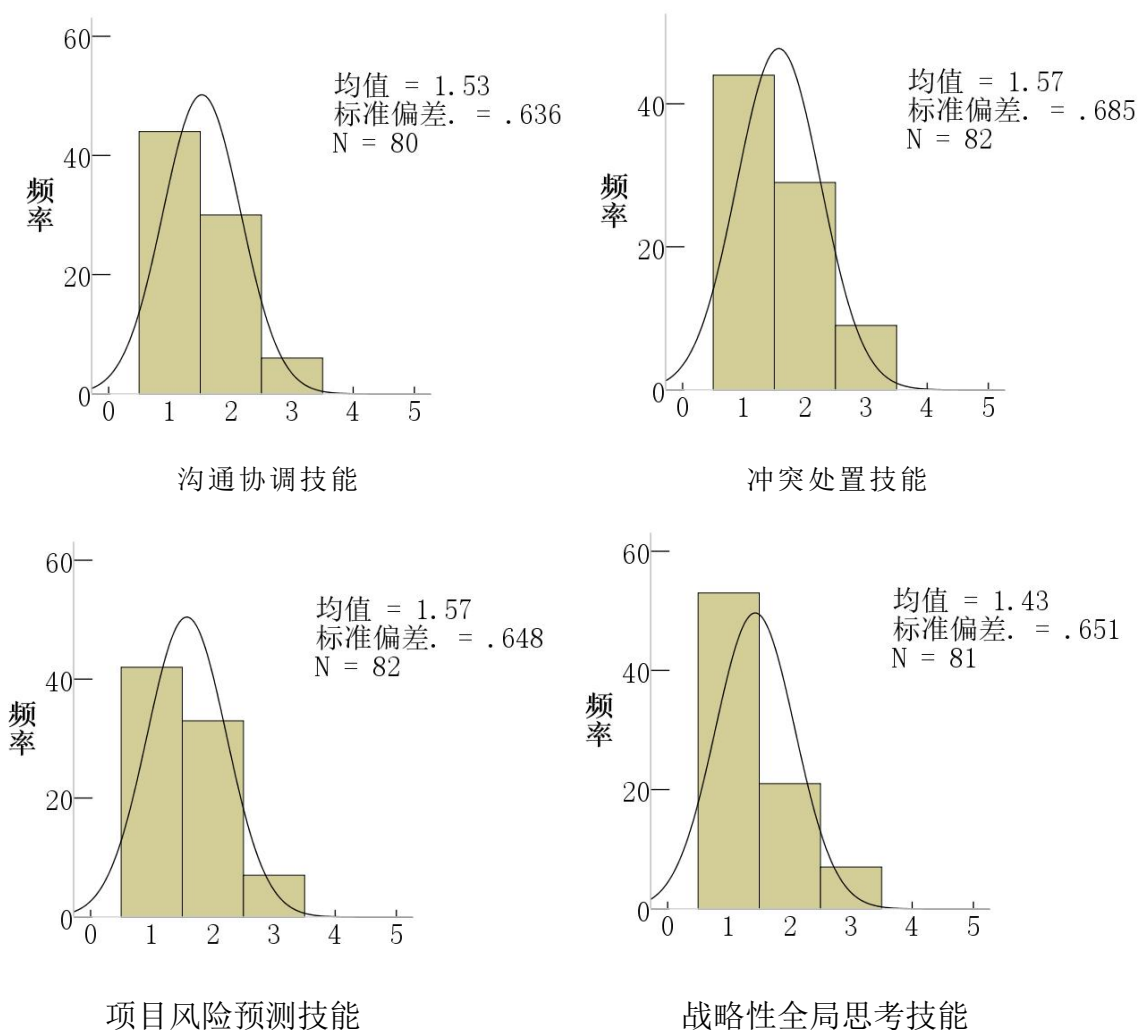 60
40
20
0
频率
均值 = 1.53
标准偏差. = .636
N = 80
0 1 2 3 4 5
沟通协调技能
40
20
0
频率
均值 = 1.57
标准偏差. = .685
N = 82
0 1 2 3 4 5
冲突处置技能
60
40
20
0
频率
均值 = 1.57
标准偏差. = .648
N = 82
0 1 2 3 4 5
项目风险预测技能
60
40
20
0
频率
均值 = 1.43
标准偏差. = .651
N = 81
0 1 2 3 4 5
战略性全局思考技能